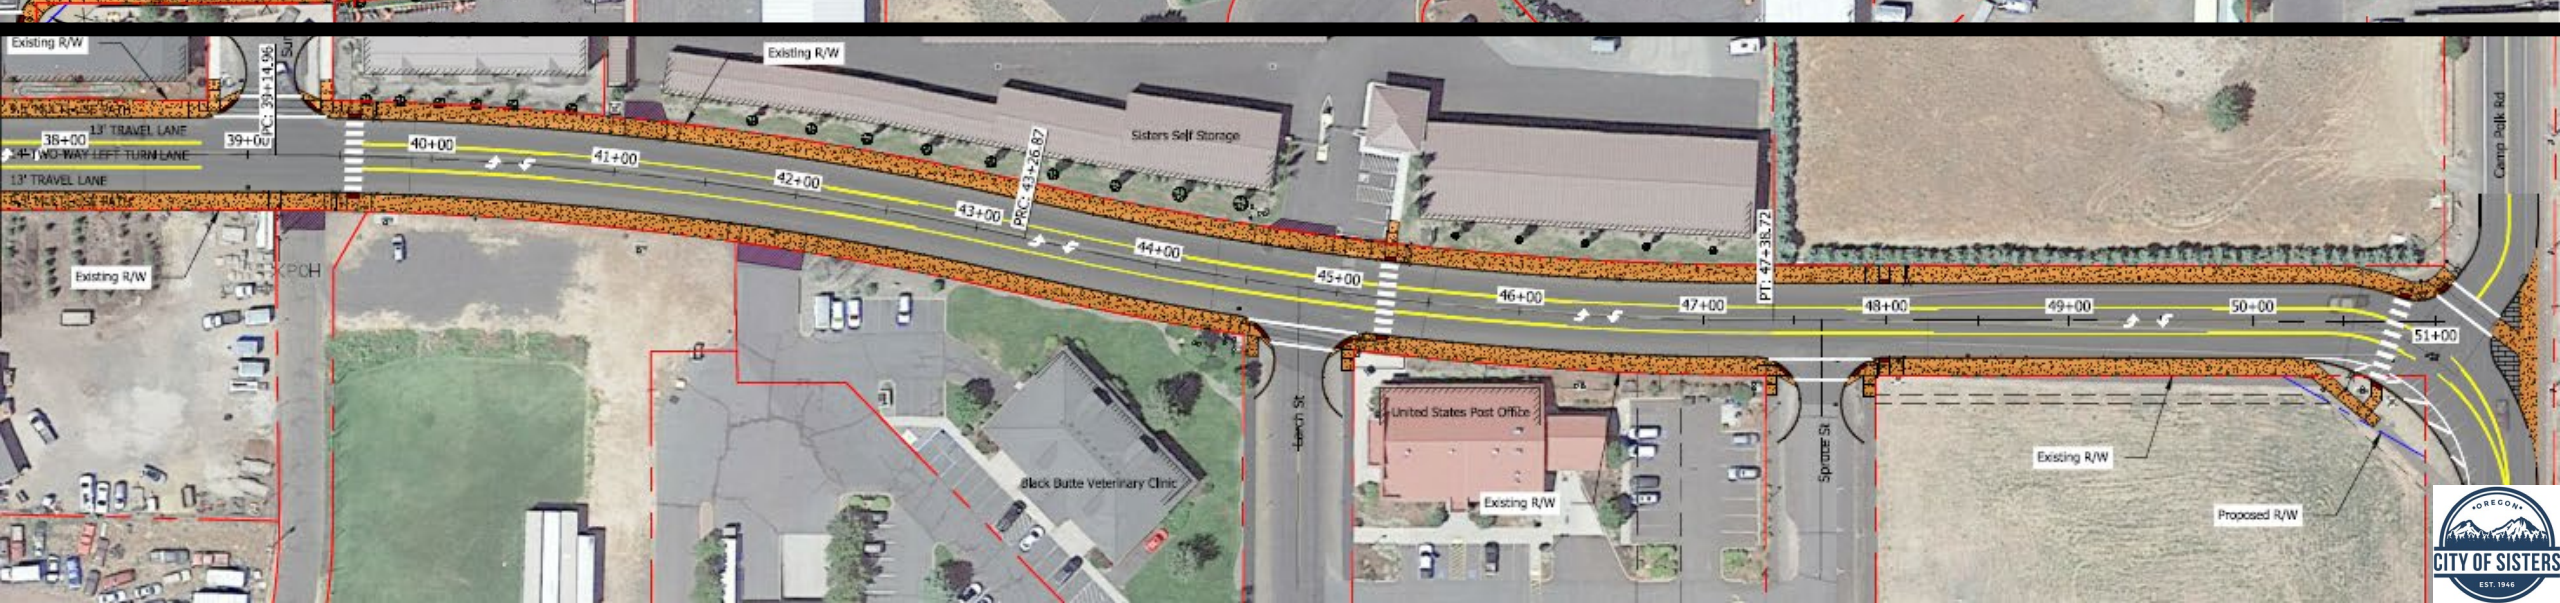 Existing R/W
PC: 39+14.96
Existing R/W
38+00
13' TRAVEL LANE
39+00
TWO-WAY LEFT TURN LANE
13' TRAVEL LANE
40+00
41+00
42+00
43+00
PRC: 43+26.87
44+00
45+00
46+00
47+00
PT: 47+38.72
48+00
49+00
50+00
51+00
Sisters Self Storage
Camp Polk Rd
Existing R/W
Black Butte Veterinary Clinic
Larch St
United States Post Office
Existing R/W
Spruce St
Existing R/W
Proposed R/W
OREGON
CITY OF SISTERS
EST. 1946